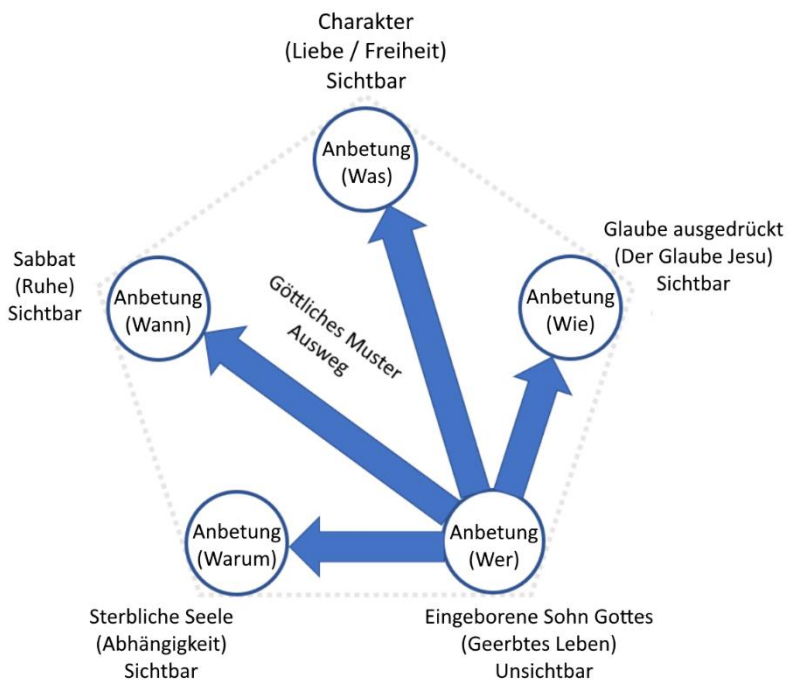 Charakter
(Liebe / Freiheit)
Sichtbar
Anbetung
(Was)
Glaube ausgedrückt
(Der Glaube Jesu)
Sichtbar
Anbetung
(Wie)
Sabbat
(Ruhe)
Sichtbar
Anbetung
(Wann)
Göttliches Muster
Ausweg
Anbetung
(Warum)
Sterbliche Seele
(Abhängigkeit)
Sichtbar
Anbetung
(Wer)
Eingeborene Sohn Gottes
(Geerbtes Leben)
Unsichtbar